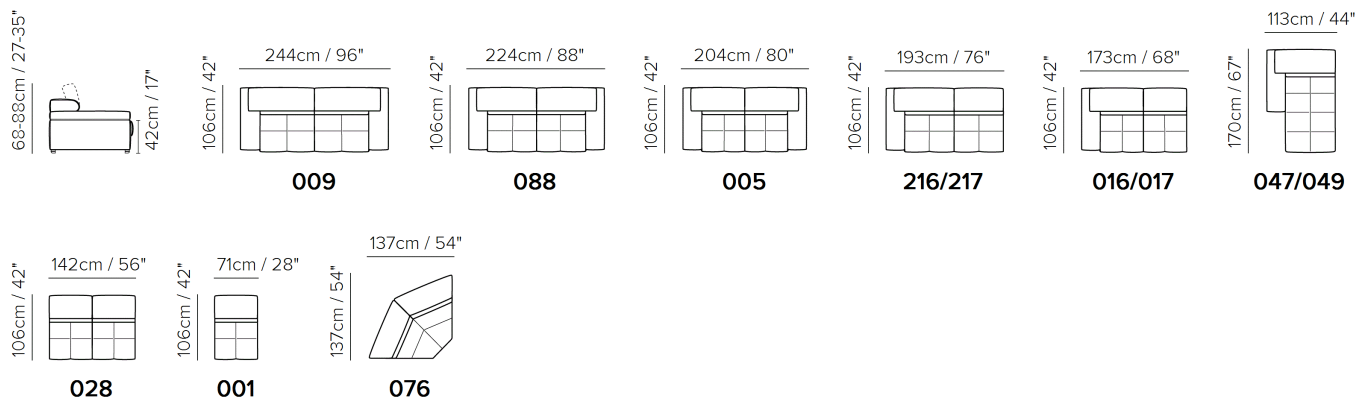 68-88cm / 27-35"
42cm / 17"
244cm / 96"
106cm / 42"
009
224cm / 88"
106cm / 42"
088
204cm / 80"
106cm / 42"
005
193cm / 76"
106cm / 42"
216/217
173cm / 68"
106cm / 42"
016/017
113cm / 44"
170cm / 67"
047/049
142cm / 56"
106cm / 42"
028
71cm / 28"
106cm / 42"
001
137cm / 54"
137cm / 54"
076